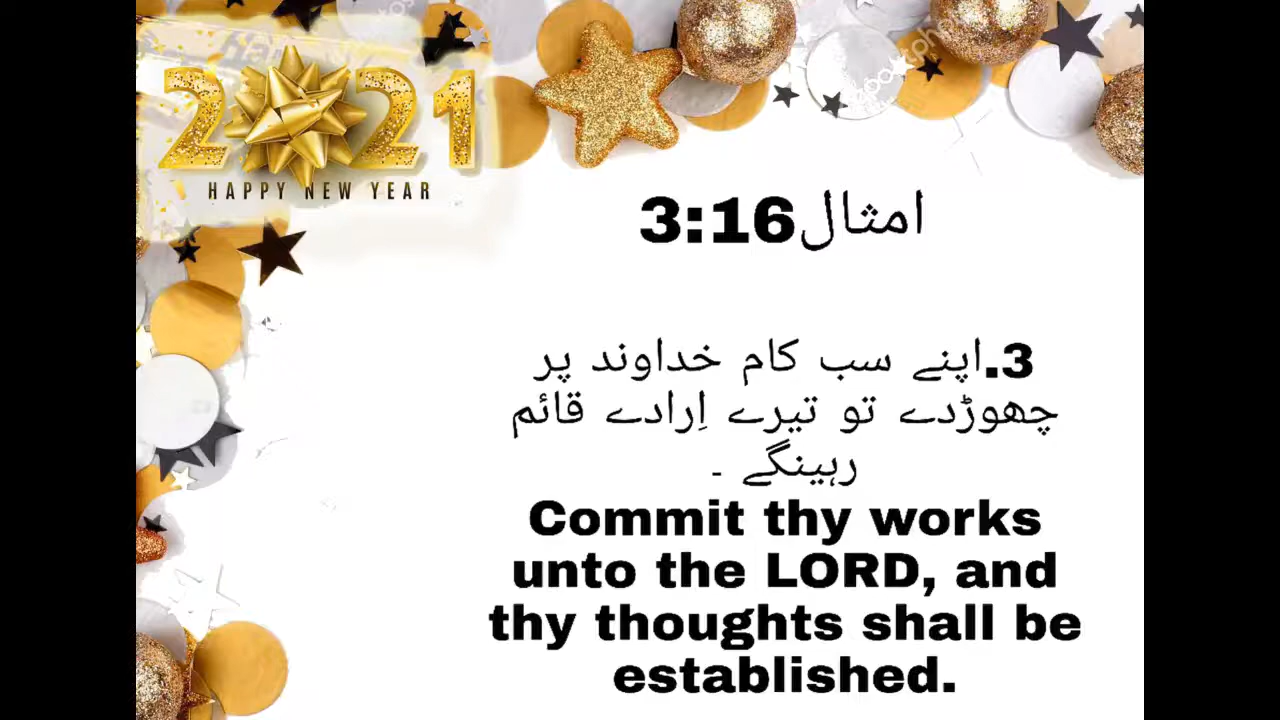 2021
HAPPY NEW YEAR
امثال3:16
3.اپنے سب کام خداوند پر
چھوڑدے تو تیرے اِرادے قائم
رہینگے ۔
Commit thy works
unto the LORD, and
thy thoughts shall be
established.